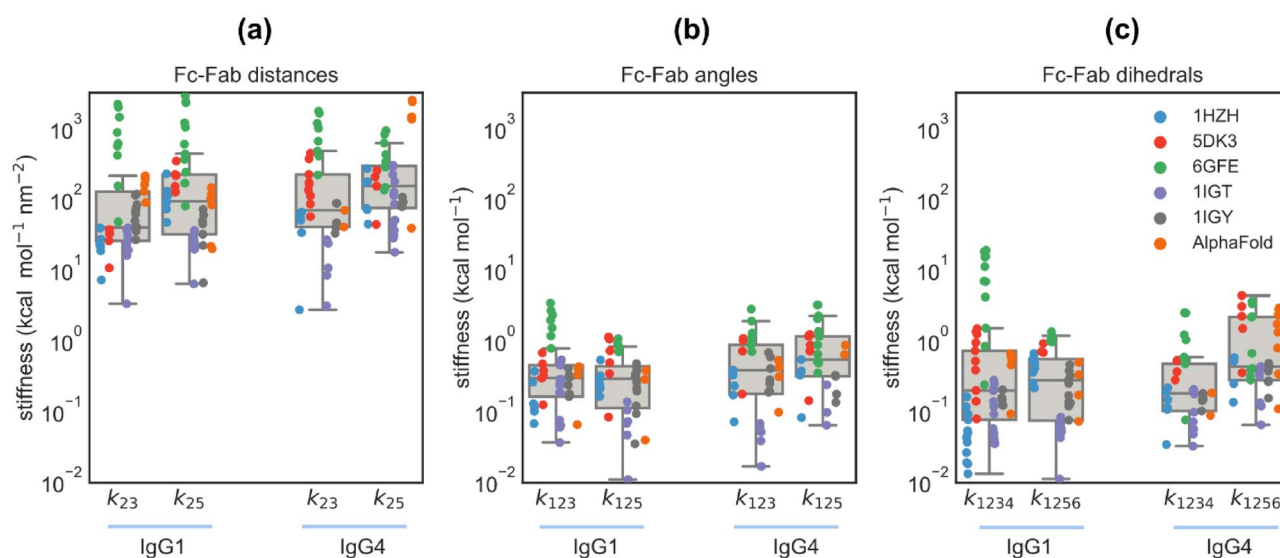 (a)
Fc-Fab distances
stiffness (kcal mol⁻¹ nm⁻²)
10³
10²
10¹
10⁰
10⁻¹
10⁻²
k₂₃ k₂₅ k₂₃ k₂₅
IgG1 IgG4
(b)
Fc-Fab angles
stiffness (kcal mol⁻¹)
10³
10²
10¹
10⁰
10⁻¹
10⁻²
k₁₂₃ k₁₂₅ k₁₂₃ k₁₂₅
IgG1 IgG4
(c)
Fc-Fab dihedrals
stiffness (kcal mol⁻¹)
10³
10²
10¹
10⁰
10⁻¹
10⁻²
1HZH
5DK3
6GFE
1IGT
1IGY
AlphaFold
k₁₂₃₄ k₁₂₅₆ k₁₂₃₄ k₁₂₅₆
IgG1 IgG4